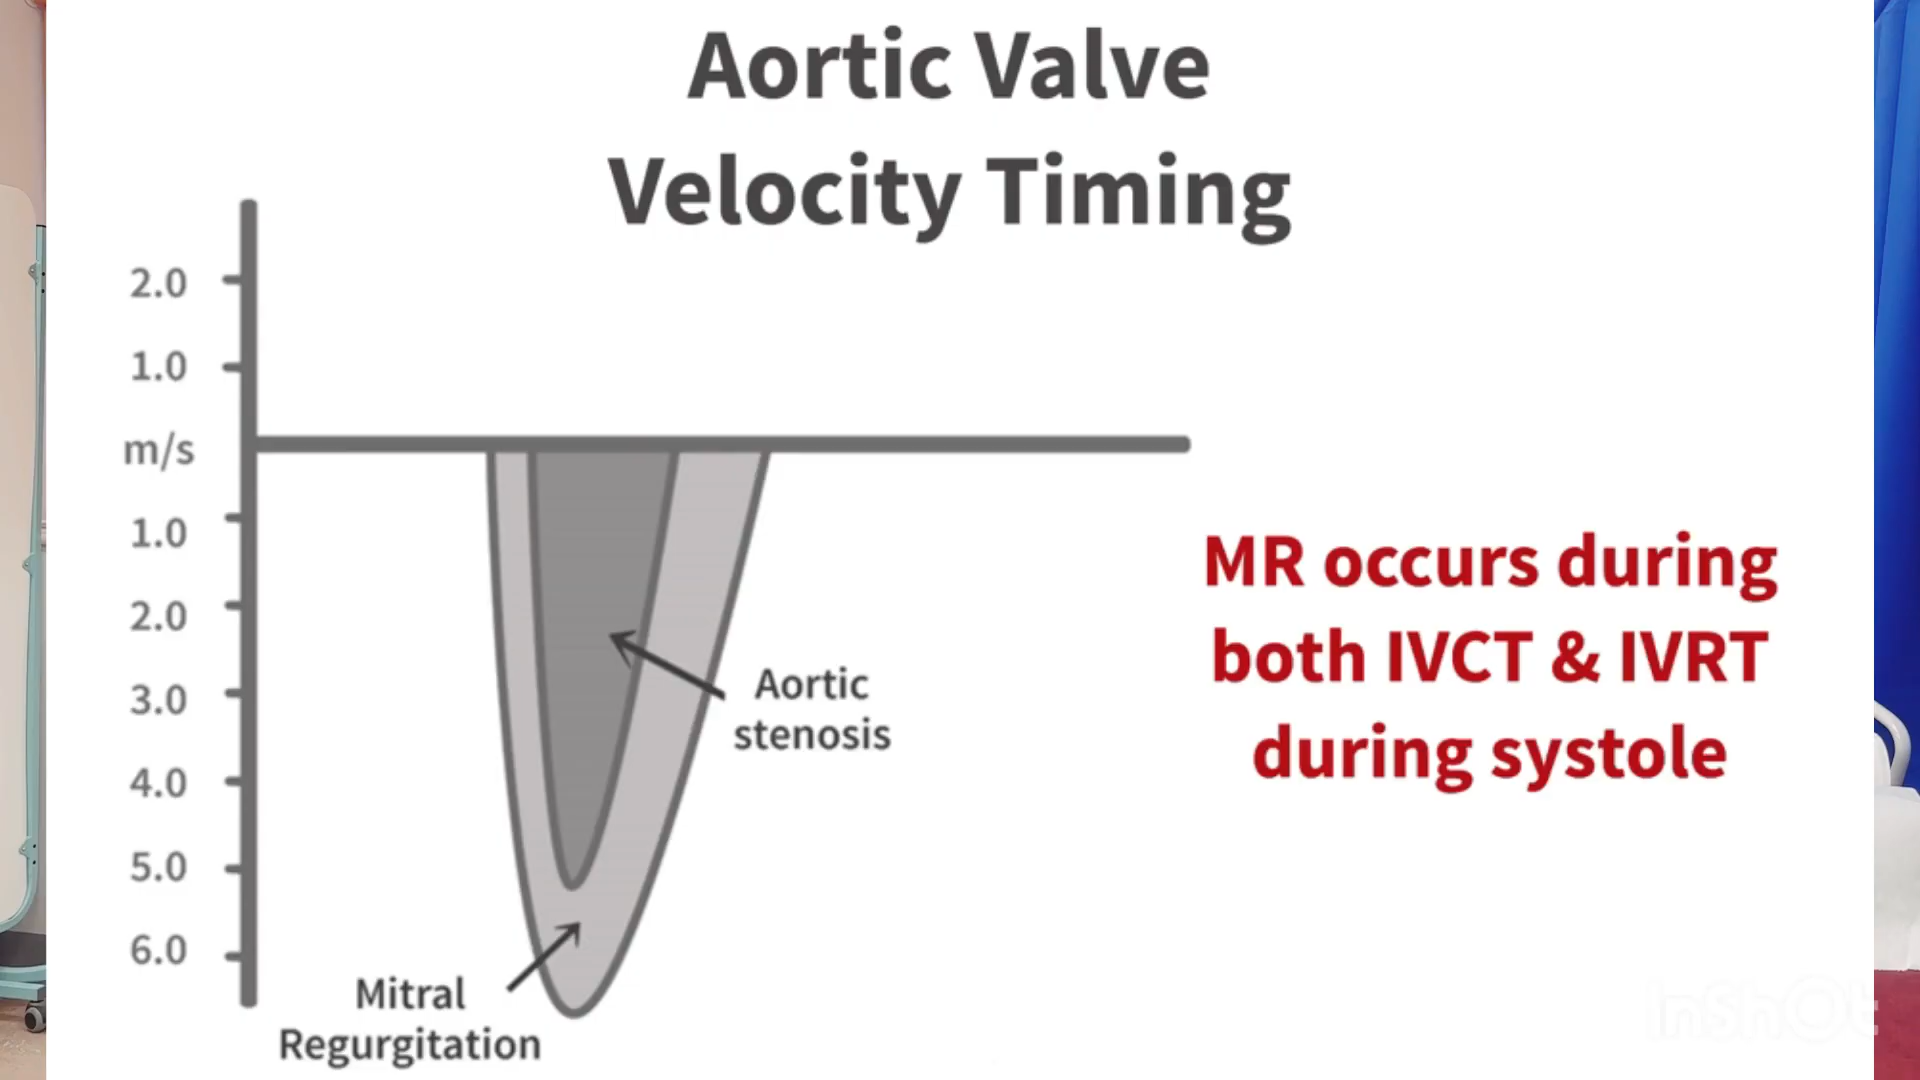 Aortic Valve
Velocity Timing
2.0
1.0
m/s
1.0
2.0
3.0
4.0
5.0
6.0
Aortic
stenosis
Mitral
Regurgitation
MR occurs during
both IVCT & IVRT
during systole
InShOt